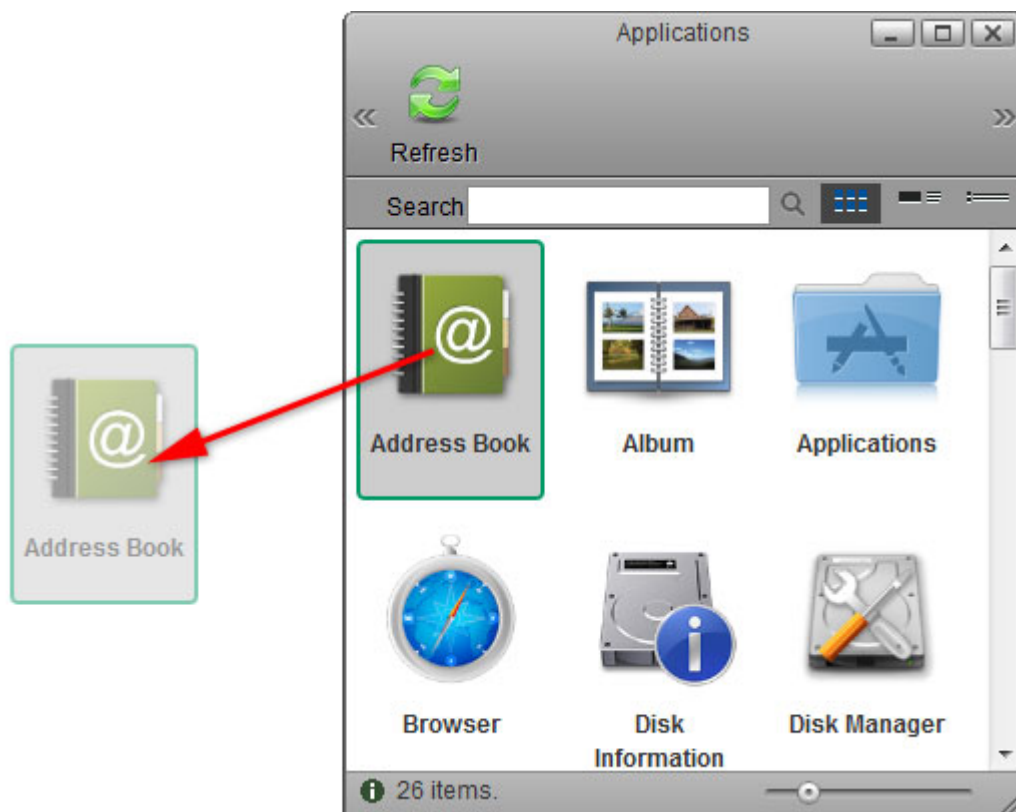 Applications
Refresh
Search
Address Book
Album
Applications
Address Book
Browser
Disk
Information
Disk Manager
26 items.